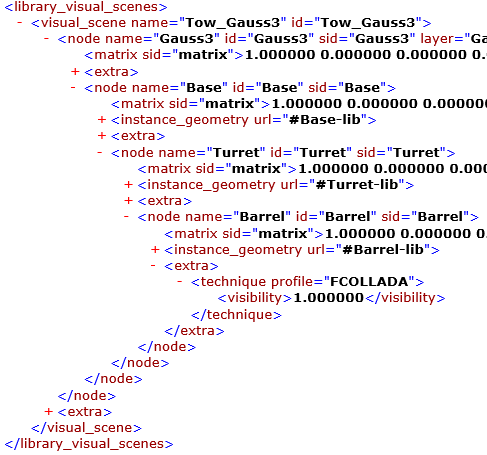 <library_visual_scenes>
- <visual_scene name="Tow_Gauss3" id="Tow_Gauss3">
- <node name="Gauss3" id="Gauss3" sid="Gauss3" layer="Ga
<matrix sid="matrix">1.000000 0.000000 0.000000 0.0
+ <extra>
- <node name="Base" id="Base" sid="Base">
<matrix sid="matrix">1.000000 0.000000 0.000000
+ <instance_geometry url="#Base-lib">
+ <extra>
- <node name="Turret" id="Turret" sid="Turret">
<matrix sid="matrix">1.000000 0.000000 0.000
+ <instance_geometry url="#Turret-lib">
+ <extra>
- <node name="Barrel" id="Barrel" sid="Barrel">
<matrix sid="matrix">1.000000 0.000000 0.
+ <instance_geometry url="#Barrel-lib">
- <extra>
- <technique profile="FCOLLADA">
<visibility>1.000000</visibility>
</technique>
</extra>
</node>
</node>
</node>
</node>
+ <extra>
</visual_scene>
</library_visual_scenes>